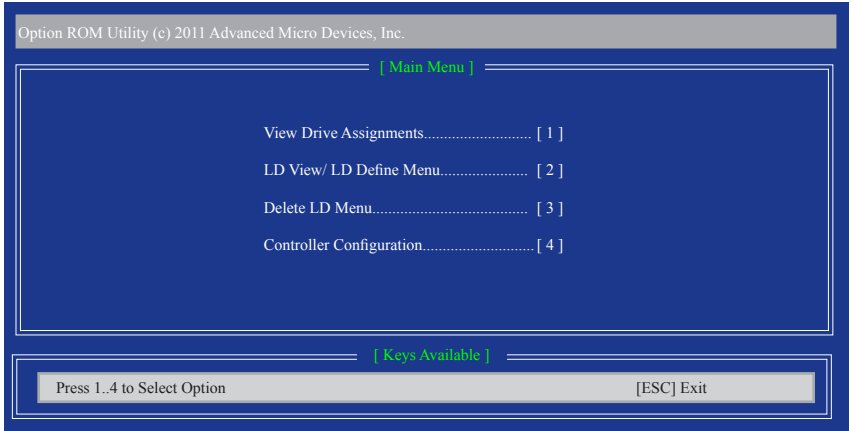 Option ROM Utility (c) 2011 Advanced Micro Devices, Inc.
[ Main Menu ]
View Drive Assignments........................... [ 1 ]
LD View/ LD Define Menu...................... [ 2 ]
Delete LD Menu....................................... [ 3 ]
Controller Configuration............................[ 4 ]
[ Keys Available ]
Press 1..4 to Select Option [ESC] Exit